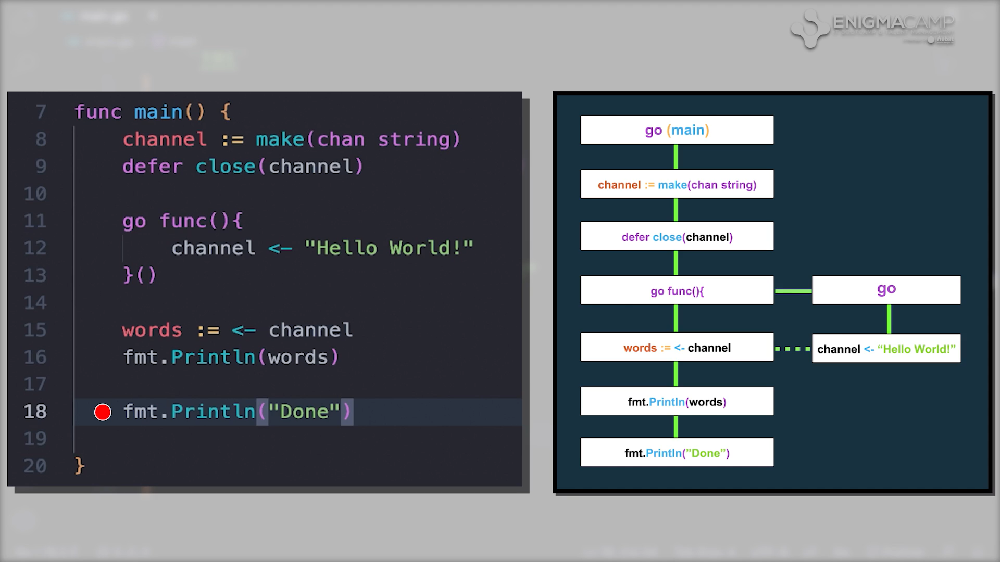 ENIGMACAMP
7 func main() {
8 channel := make(chan string)
9 defer close(channel)
10
11 go func(){
12 channel <- "Hello World!"
13 }()
14
15 words := <- channel
16 fmt.Println(words)
17
18 fmt.Println("Done")
19
20 }
go (main)
channel := make(chan string)
defer close(channel)
go func(){
go
words := <- channel
channel <- “Hello World!”
fmt.Println(words)
fmt.Println(”Done”)